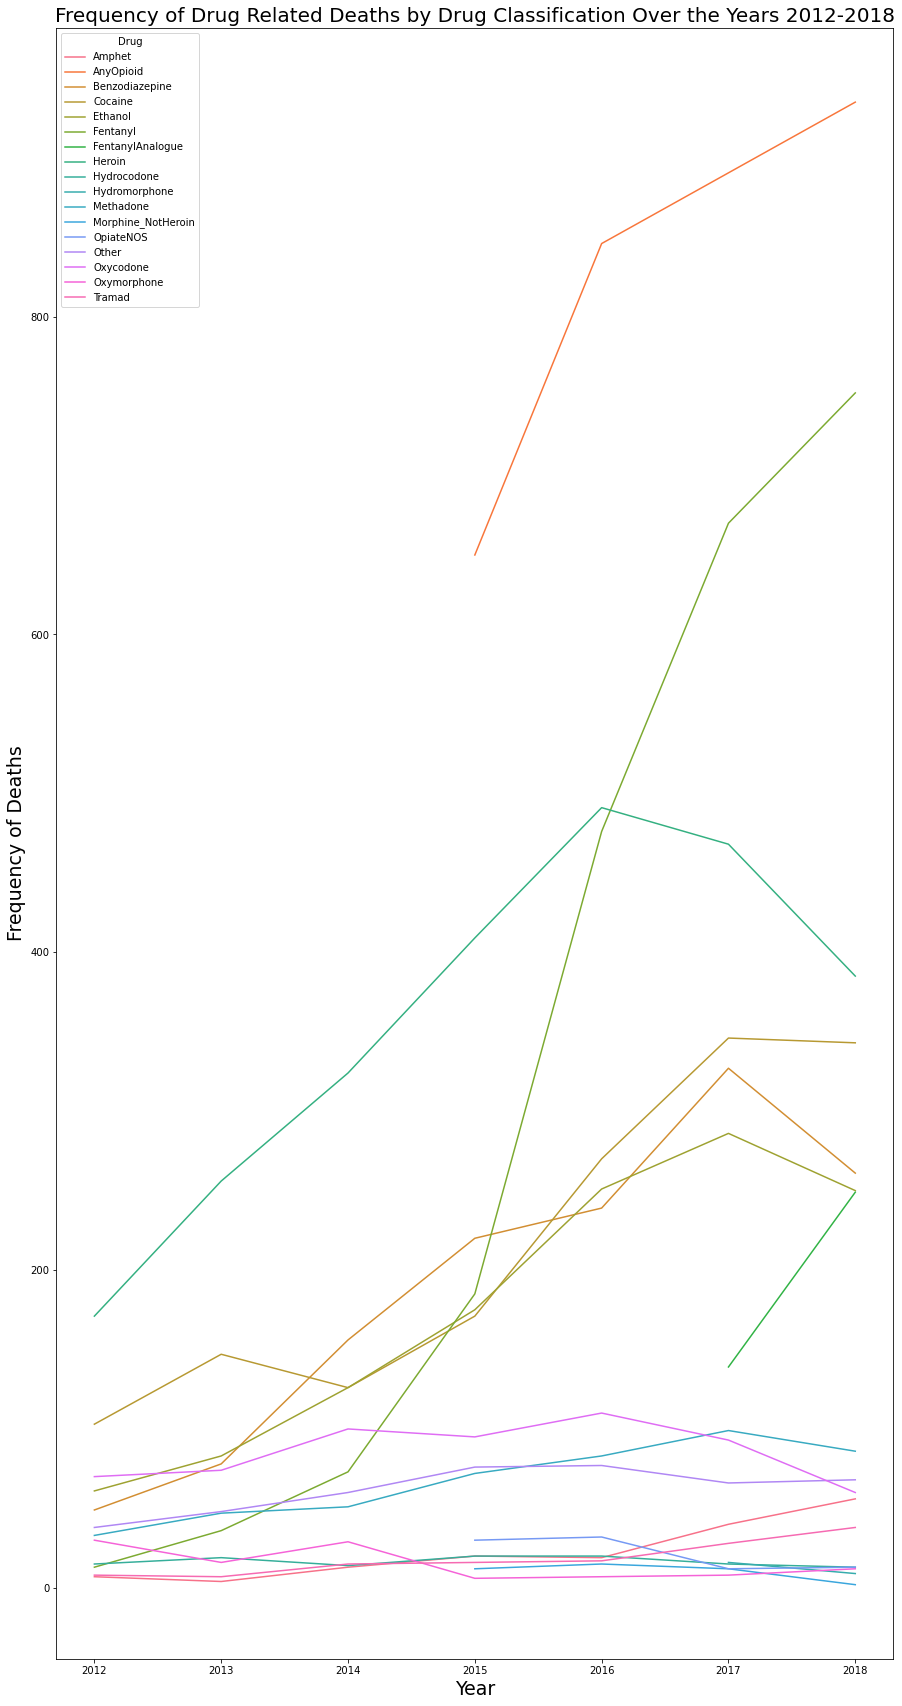 Frequency of Drug Related Deaths by Drug Classification Over the Years 2012-2018
Drug
Amphet
AnyOpioid
Benzodiazepine
Cocaine
Ethanol
Fentanyl
FentanylAnalogue
Heroin
Hydrocodone
Hydromorphone
Methadone
Morphine_NotHeroin
OpiateNOS
Other
Oxycodone
Oxymorphone
Tramad
800
600
400
200
0
Frequency of Deaths
2012 2013 2014 2015 2016 2017 2018
Year